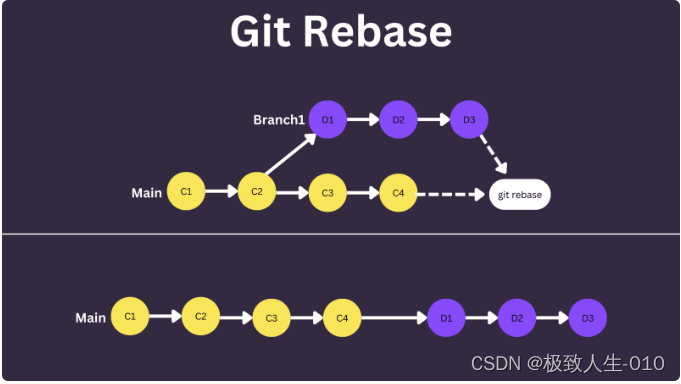 Git Rebase
Branch1 D1 D2 D3
Main C1 C2 C3 C4
git rebase
Main C1 C2 C3 C4 D1 D2 D3
CSDN @极致人生-010